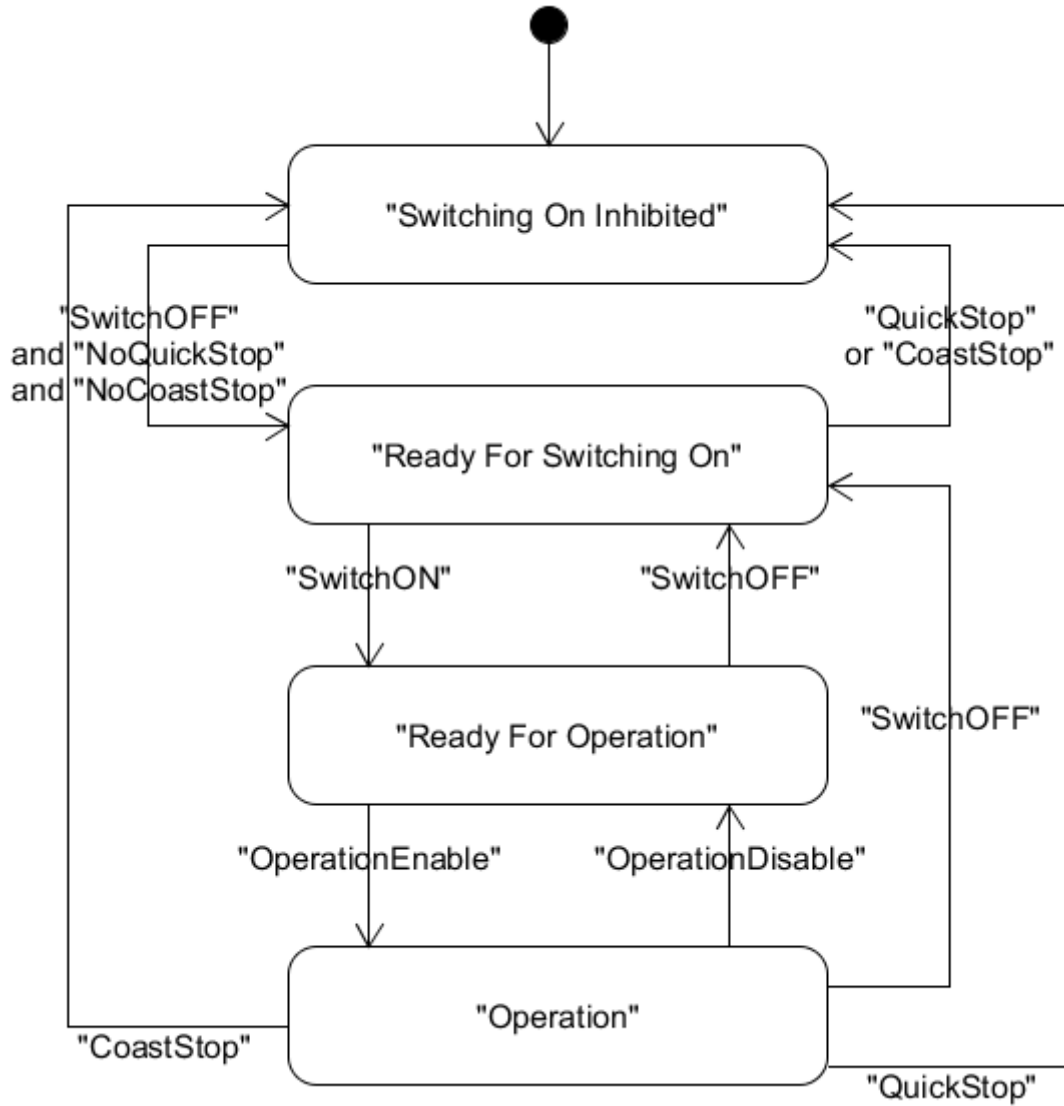 "Switching On Inhibited"
"SwitchOFF"
and "NoQuickStop"
and "NoCoastStop"
"QuickStop"
or "CoastStop"
"Ready For Switching On"
"SwitchON"
"SwitchOFF"
"Ready For Operation"
"SwitchOFF"
"OperationEnable"
"OperationDisable"
"Operation"
"CoastStop"
"QuickStop"